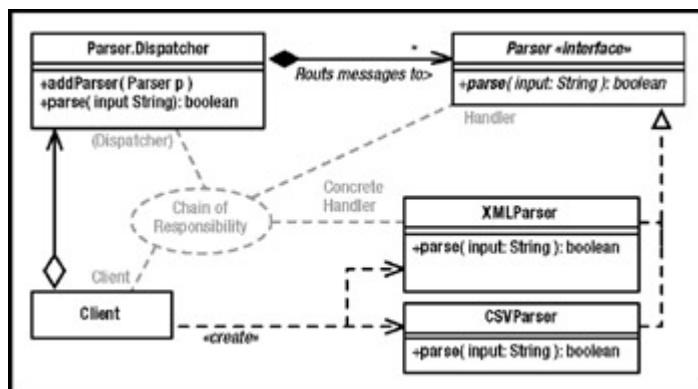 Parser.Dispatcher
+addParser( Parser p )
+parse( input String): boolean
(Dispatcher)
*
Routs messages to:>
Parser «interface»
+parse( input: String ): boolean
Handler
Chain of
Responsibility
Concrete
Handler
XMLParser
+parse( input: String ): boolean
Client
Client
«create»
CSVParser
+parse( input: String ): boolean